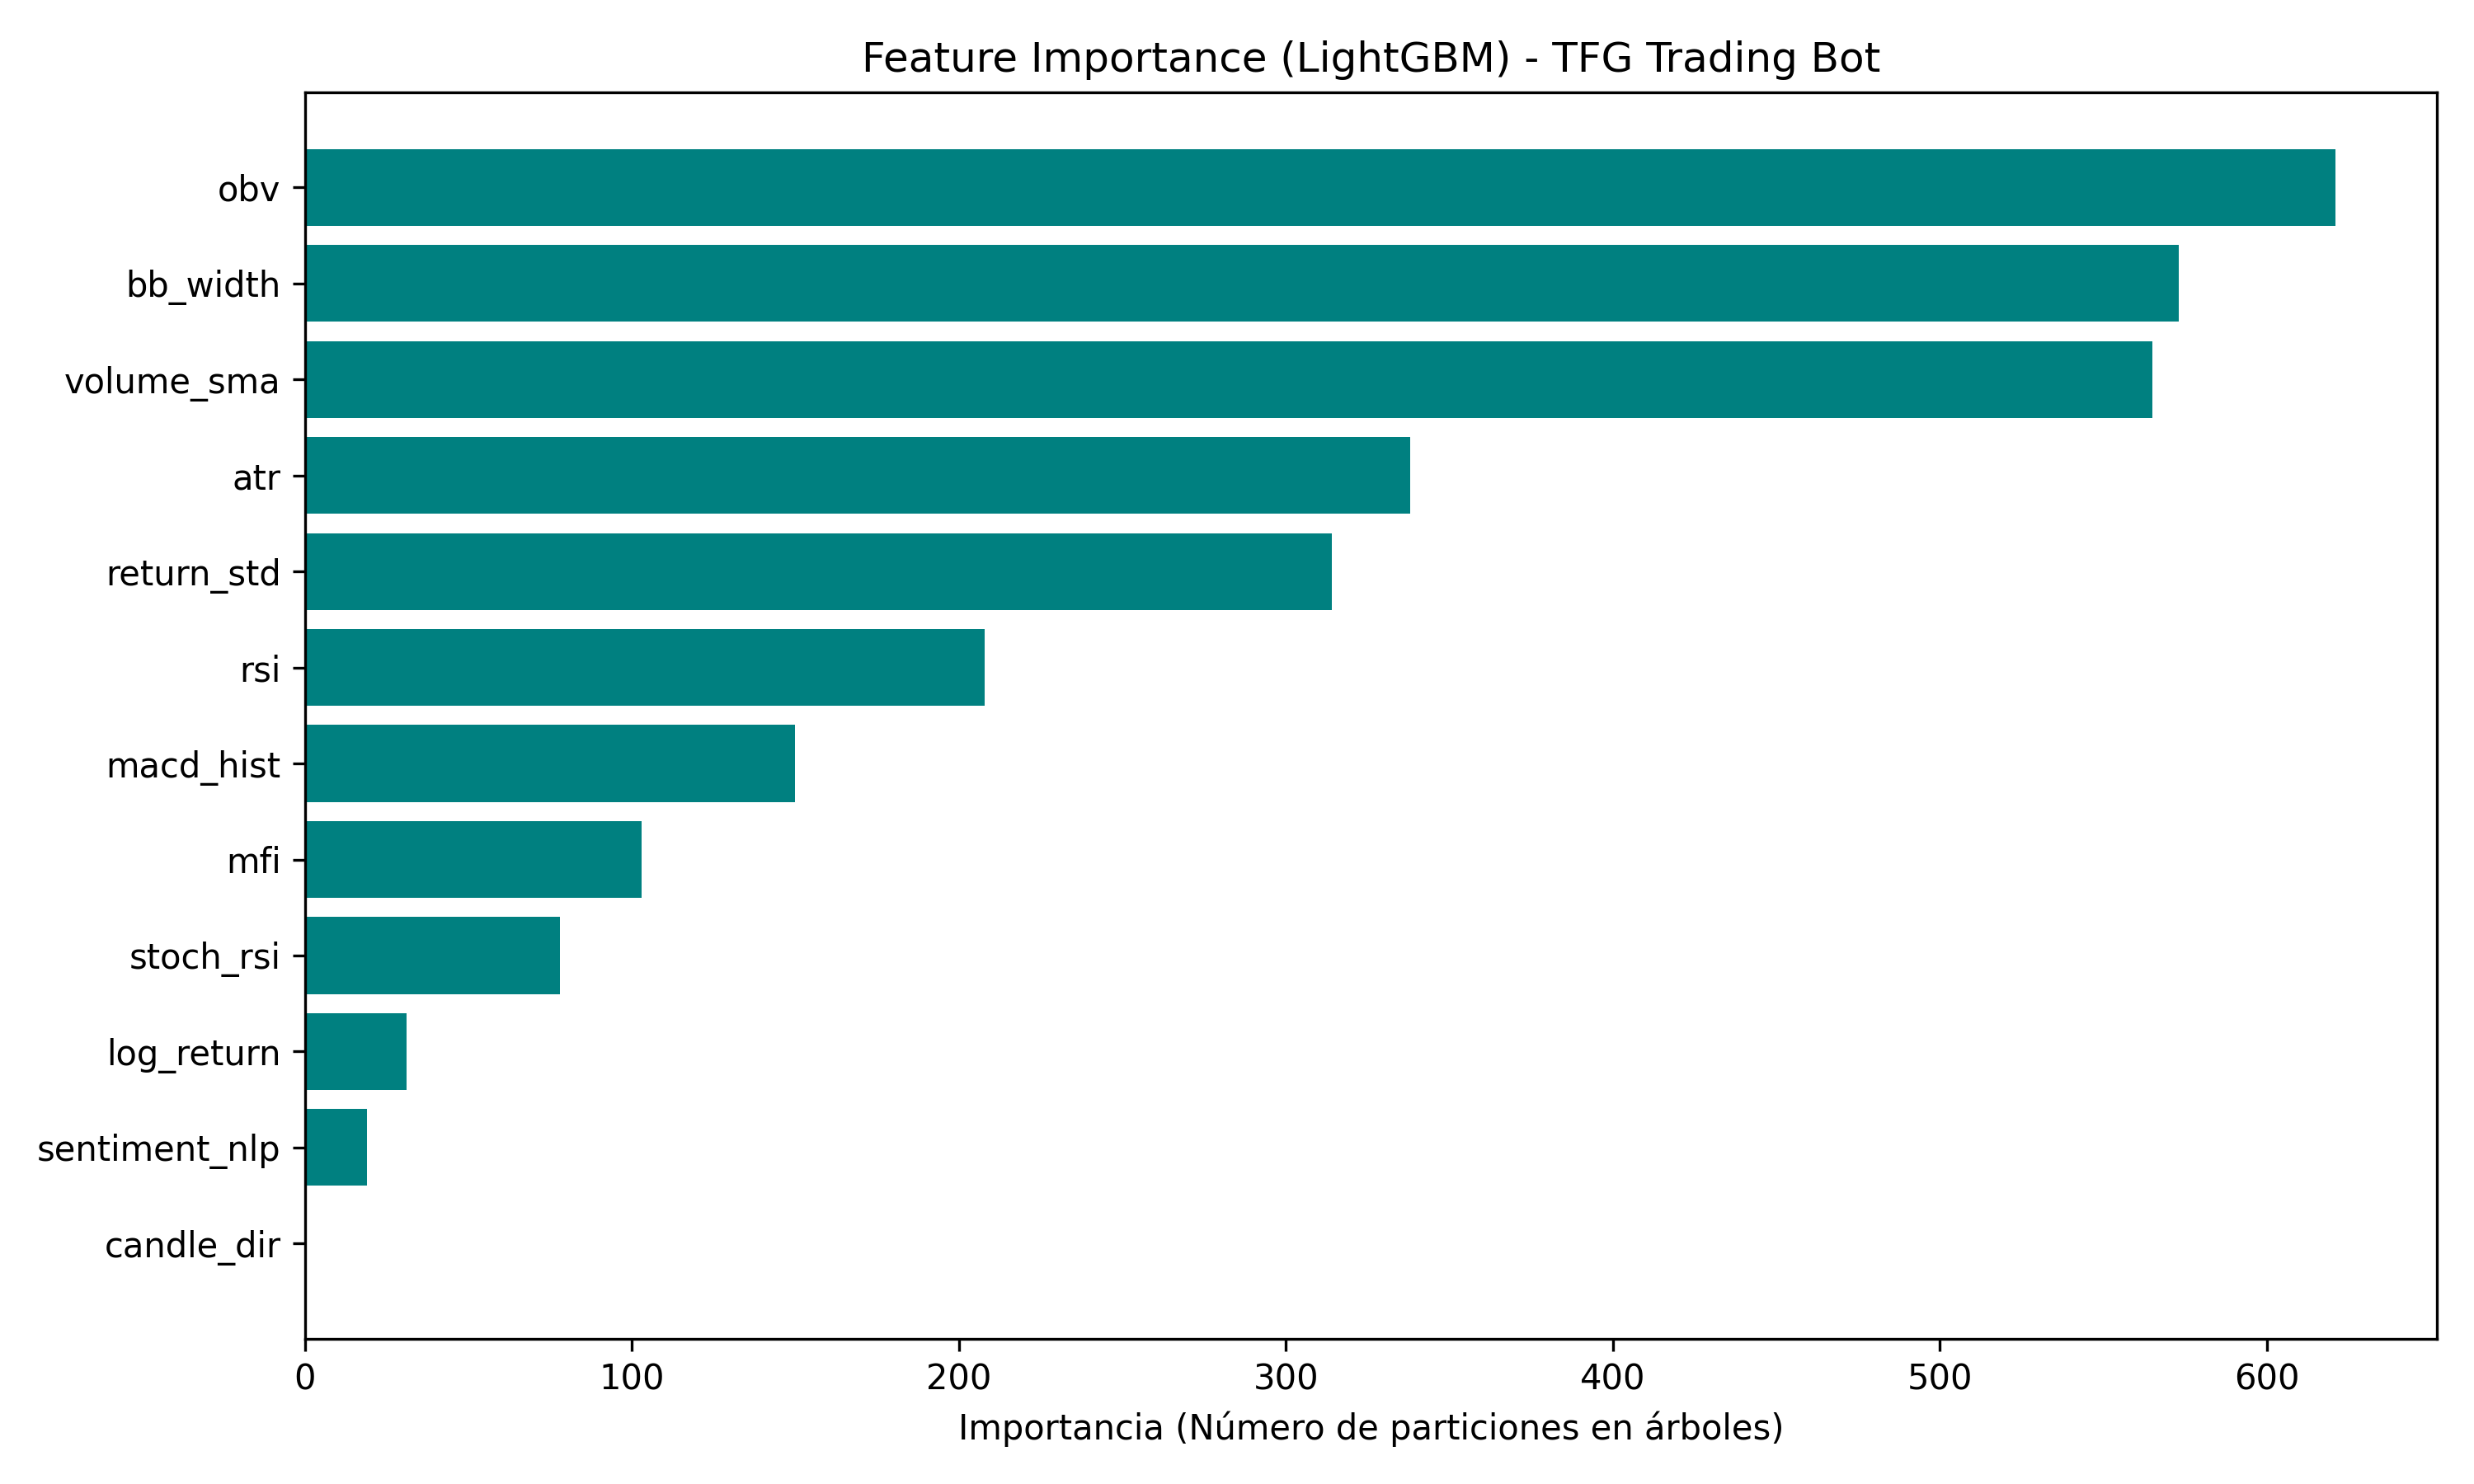 Feature Importance (LightGBM) - TFG Trading Bot
obv
bb_width
volume_sma
atr
return_std
rsi
macd_hist
mfi
stoch_rsi
log_return
sentiment_nlp
candle_dir
0 100 200 300 400 500 600
Importancia (Número de particiones en árboles)